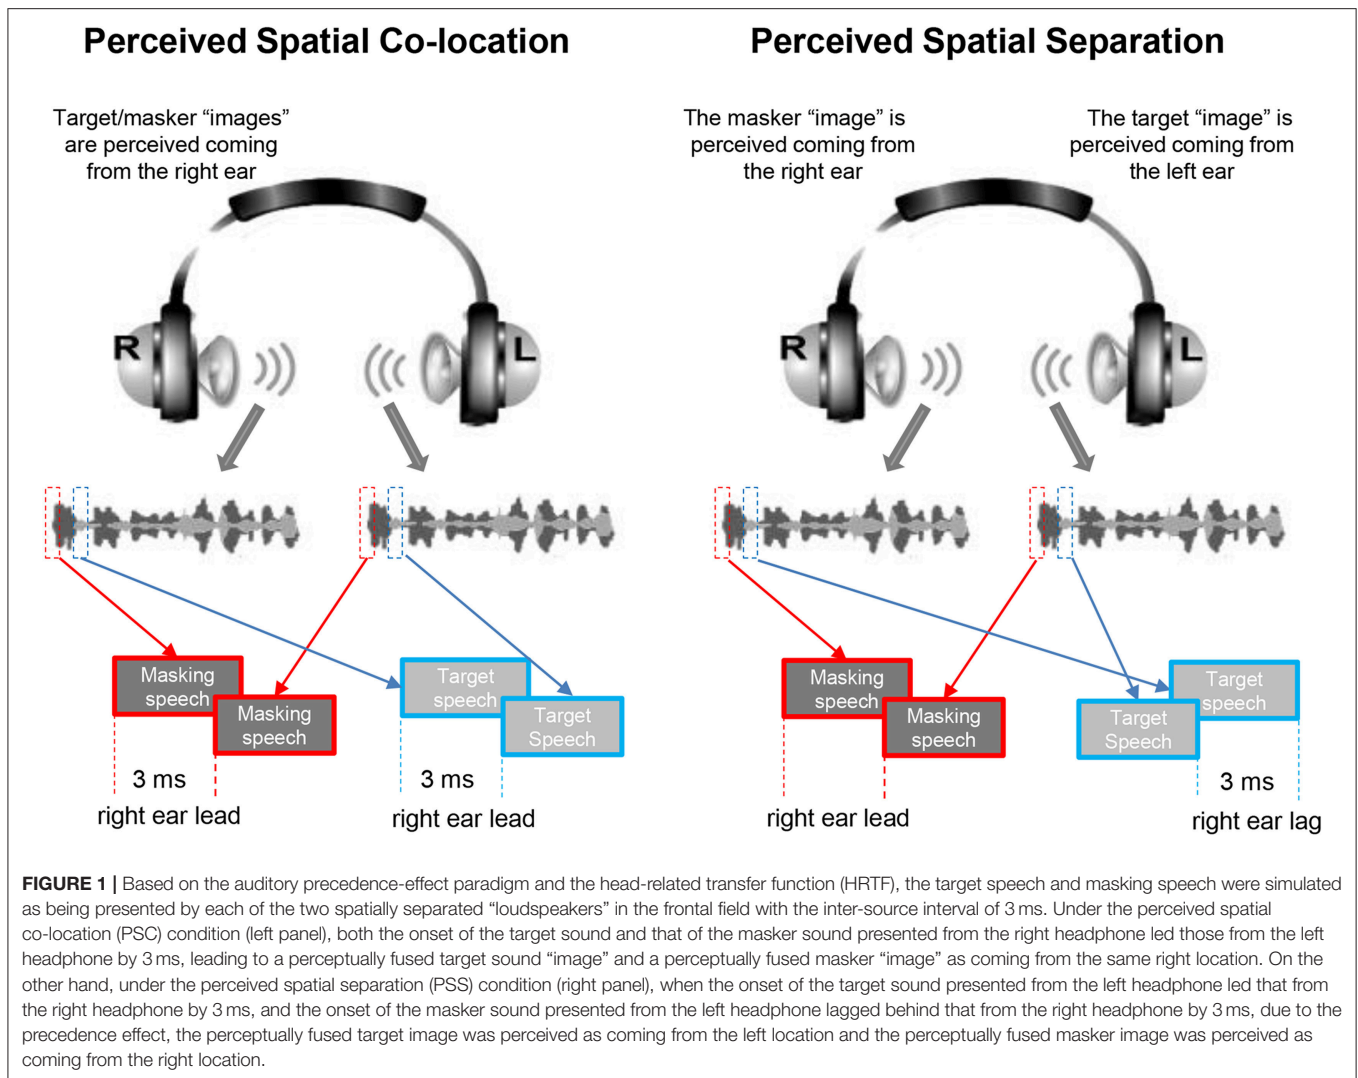 Perceived Spatial Co-location
Target/masker “images”
are perceived coming
from the right ear
R
L
Masking
speech
Masking
speech
Target
speech
Target
Speech
3 ms
right ear lead
3 ms
right ear lead
Perceived Spatial Separation
The masker “image” is
perceived coming from
the right ear
The target “image” is
perceived coming from
the left ear
R
L
Masking
speech
Masking
speech
Target
speech
Target
Speech
right ear lead
3 ms
right ear lag
FIGURE 1 | Based on the auditory precedence-effect paradigm and the head-related transfer function (HRTF), the target speech and masking speech were simulated
as being presented by each of the two spatially separated “loudspeakers” in the frontal field with the inter-source interval of 3 ms. Under the perceived spatial
co-location (PSC) condition (left panel), both the onset of the target sound and that of the masker sound presented from the right headphone led those from the left
headphone by 3 ms, leading to a perceptually fused target sound “image” and a perceptually fused masker “image” as coming from the same right location. On the
other hand, under the perceived spatial separation (PSS) condition (right panel), when the onset of the target sound presented from the left headphone led that from
the right headphone by 3 ms, and the onset of the masker sound presented from the left headphone lagged behind that from the right headphone by 3 ms, due to the
precedence effect, the perceptually fused target image was perceived as coming from the left location and the perceptually fused masker image was perceived as
coming from the right location.